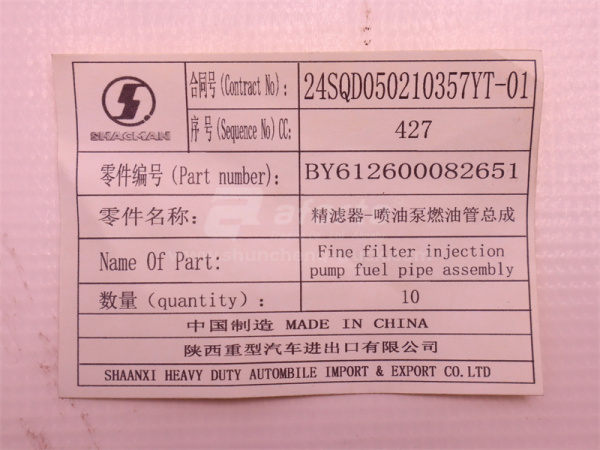 SHACMAN
合同号(Contract No):
24SQD050210357YT-01
序号(Sequence No)CC:
427
零件编号(Part number):
BY612600082651
零件名称:
精滤器-喷油泵燃油管总成
Name Of Part:
Fine filter injection
pump fuel pipe assembly
数量(quantity):
10
中国制造 MADE IN CHINA
陕西重型汽车进出口有限公司
SHAANXI HEAVY DUTY AUTOMBILE IMPORT & EXPORT CO.LTD